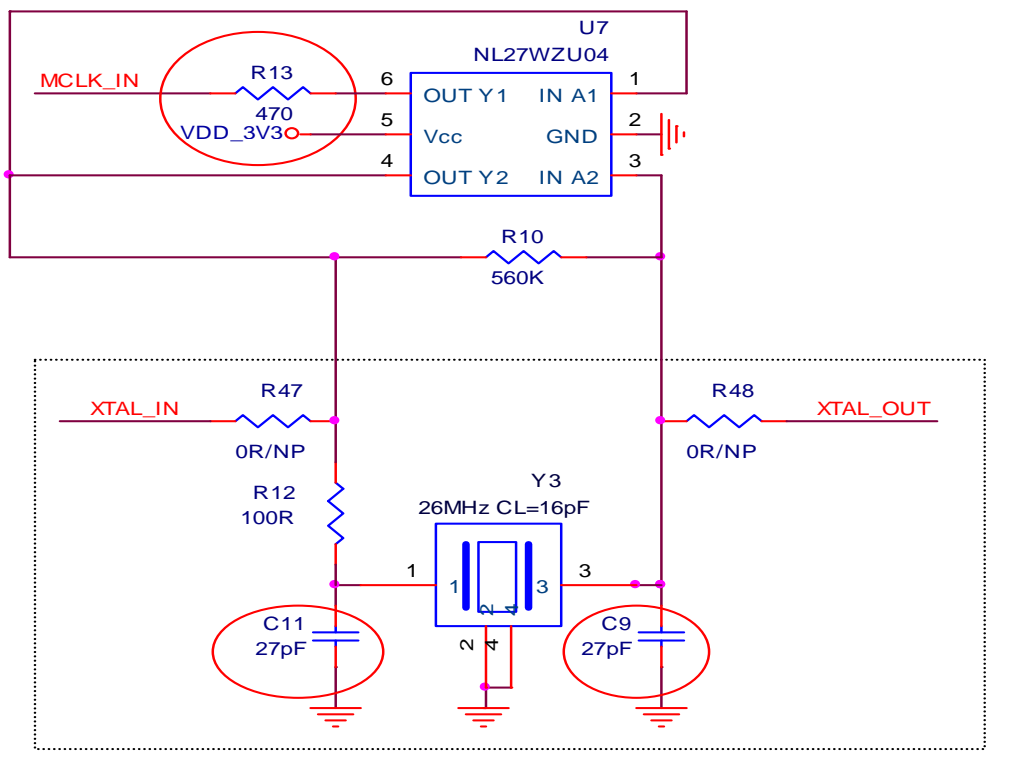 U7
NL27WZU04
MCLK_IN
R13
470
VDD_3V3
6
5
4
OUT Y1
IN A1
Vcc
GND
OUT Y2
IN A2
1
2
3
R10
560K
XTAL_IN
R47
0R/NP
R48
XTAL_OUT
0R/NP
R12
100R
Y3
26MHz CL=16pF
1
1
3
3
2
4
2
4
C11
27pF
C9
27pF